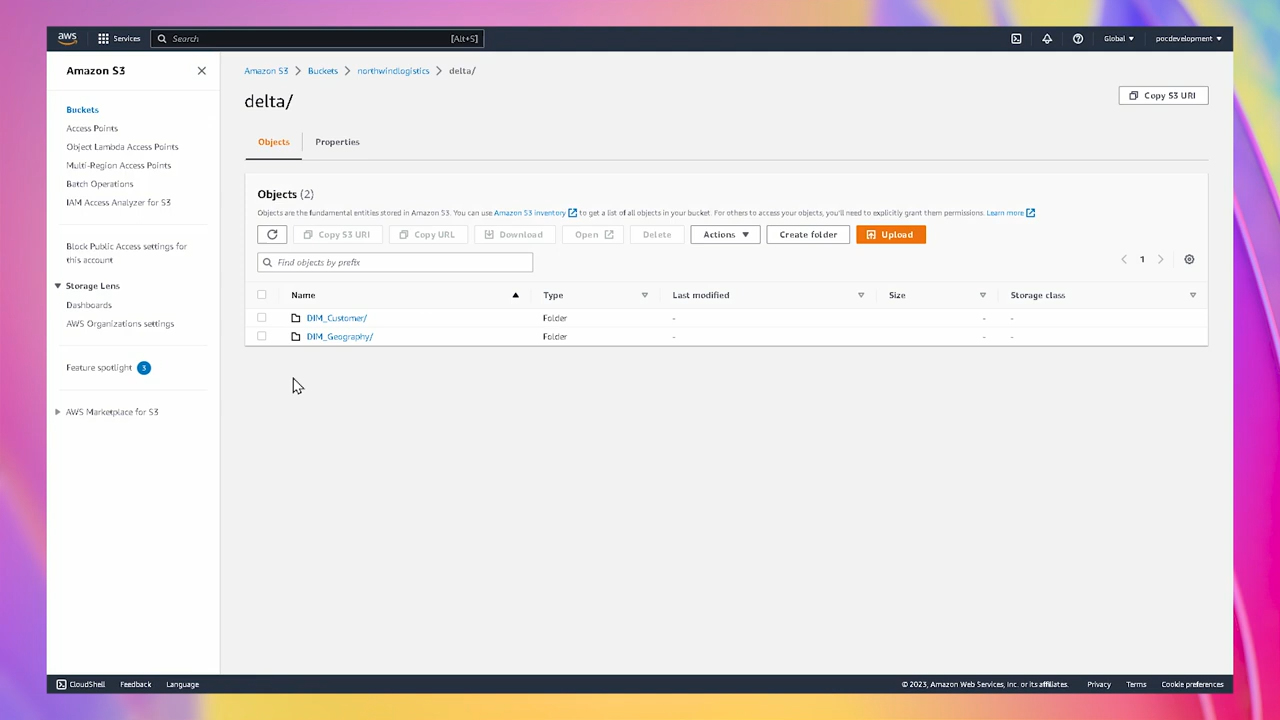 aws Services Search [Alt+S] Global pocdevelopment
Amazon S3
Buckets
Access Points
Object Lambda Access Points
Multi-Region Access Points
Batch Operations
IAM Access Analyzer for S3
Block Public Access settings for
this account
Storage Lens
Dashboards
AWS Organizations settings
Feature spotlight 3
AWS Marketplace for S3
Amazon S3 Buckets northwindlogistics delta/
delta/
Copy S3 URI
Objects Properties
Objects (2)
Objects are the fundamental entities stored in Amazon S3. You can use Amazon S3 inventory to get a list of all objects in your bucket. For others to access your objects, you'll need to explicitly grant them permissions. Learn more
Copy S3 URI Copy URL Download Open Delete Actions Create folder Upload
Find objects by prefix 1
Name Type Last modified Size Storage class
DIM_Customer/ Folder - - -
DIM_Geography/ Folder - - -
CloudShell Feedback Language © 2023, Amazon Web Services, Inc. or its affiliates. Privacy Terms Cookie preferences